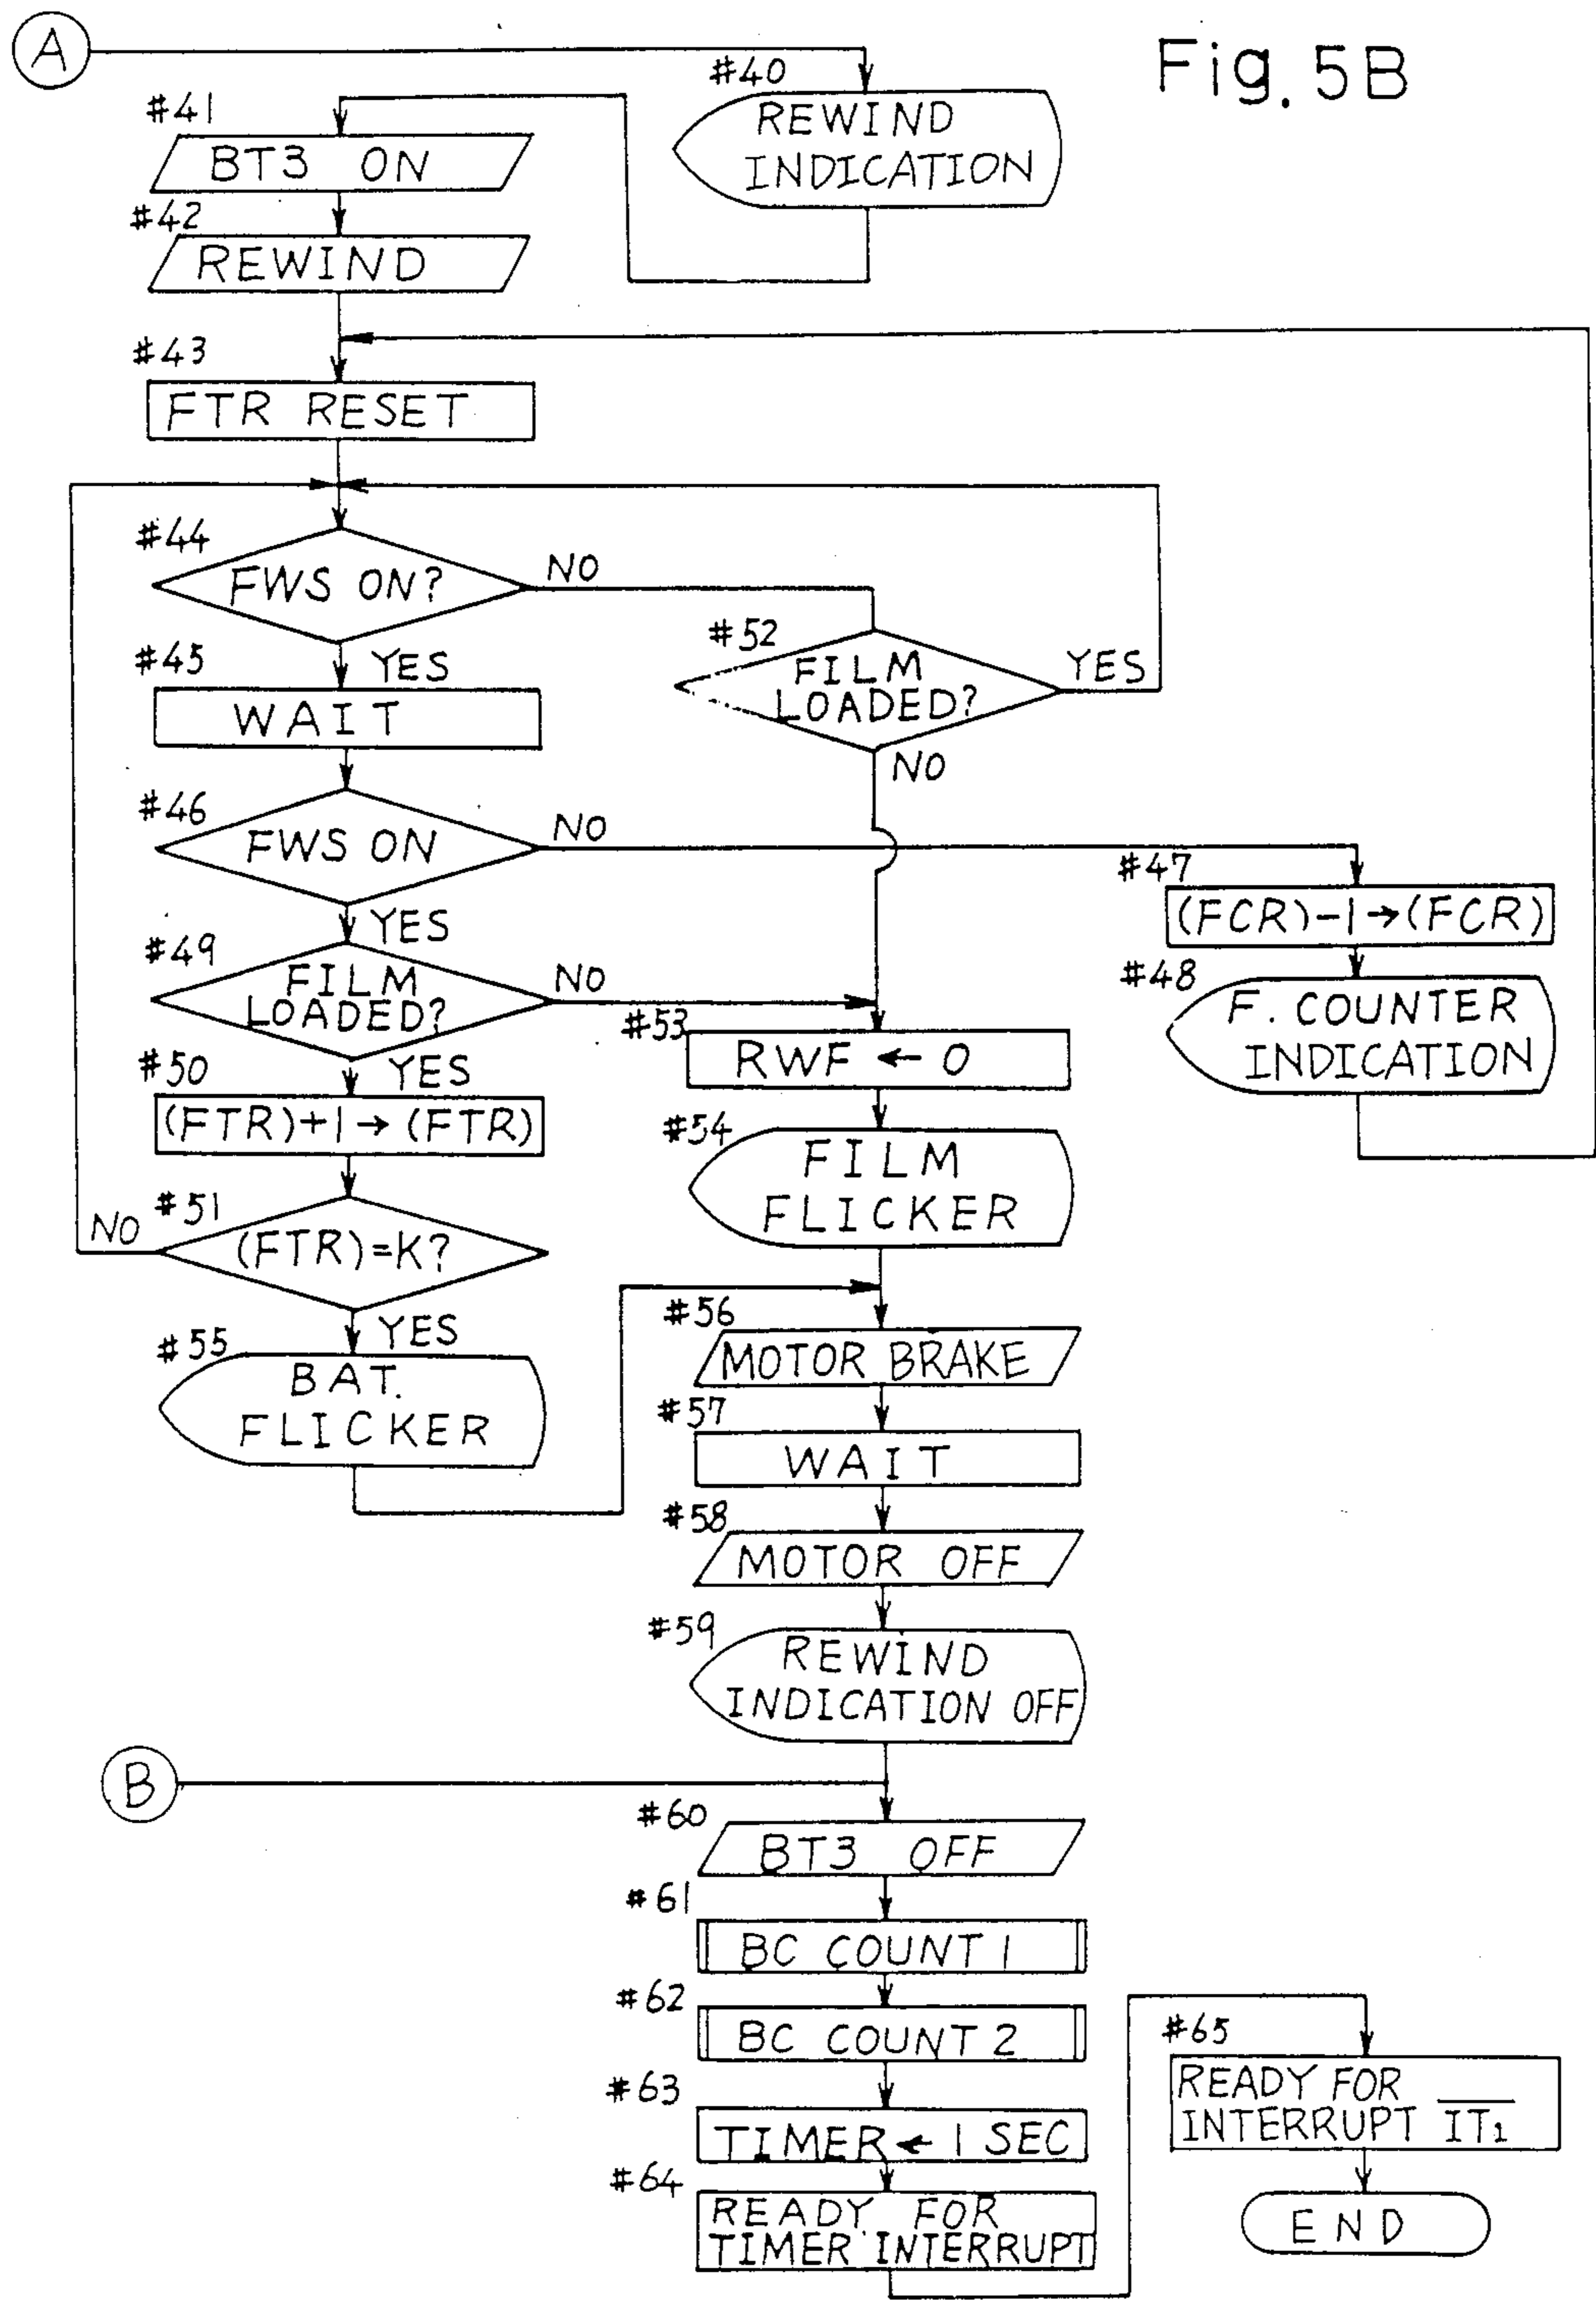 Fig. 5B
A
#40
REWIND
INDICATION
#41
BT3 ON
#42
REWIND
#43
FTR RESET
#44
FWS ON?
NO
YES
#45
WAIT
#52
FILM
LOADED?
YES
NO
#46
FWS ON
NO
YES
#47
(FCR)-1→(FCR)
#48
F. COUNTER
INDICATION
#49
FILM
LOADED?
NO
YES
#50
(FTR)+1→(FTR)
#51
(FTR)=K?
NO
YES
#53
RWF ← 0
#54
FILM
FLICKER
#55
BAT.
FLICKER
#56
MOTOR BRAKE
#57
WAIT
#58
MOTOR OFF
#59
REWIND
INDICATION OFF
B
#60
BT3 OFF
#61
BC COUNT 1
#62
BC COUNT 2
#63
TIMER ← 1 SEC
#64
READY FOR
TIMER INTERRUPT
#65
READY FOR
INTERRUPT I̅T̅₁
END